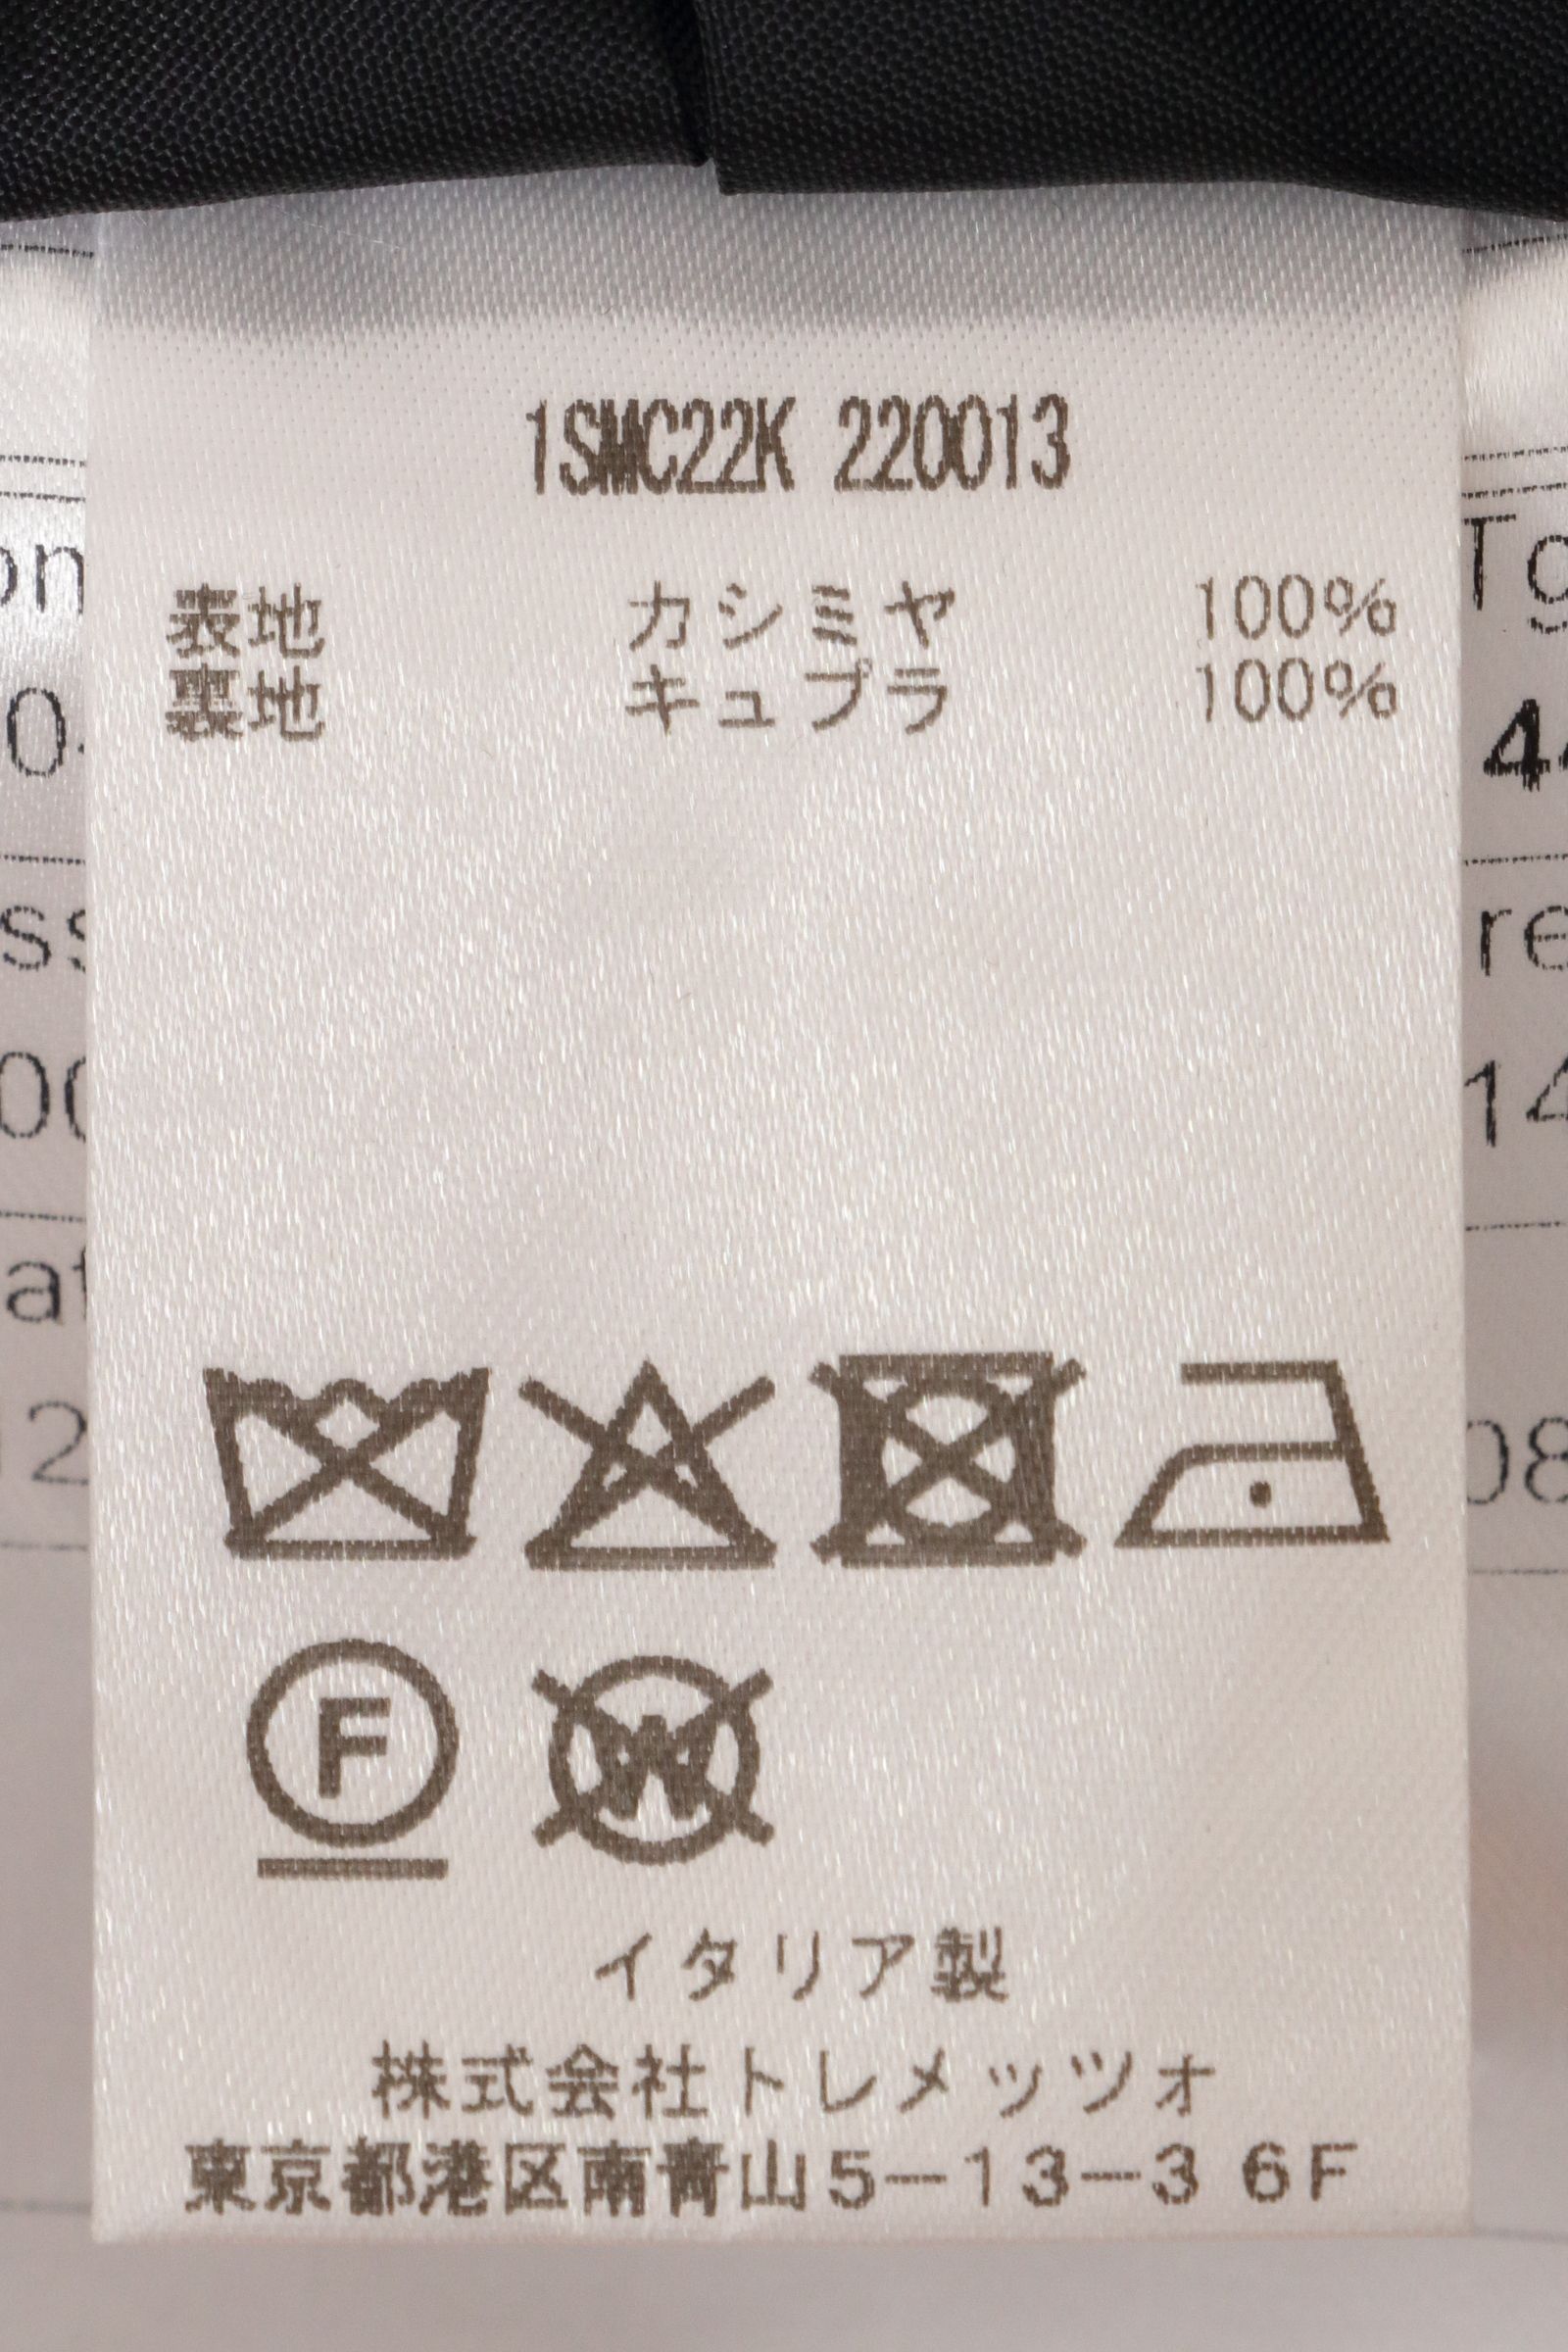 1SMC22K 220013
表地 カシミヤ 100%
裏地 キュプラ 100%
F
W
イタリア製
株式会社トレメッツォ
東京都港区南青山5-13-3 6F